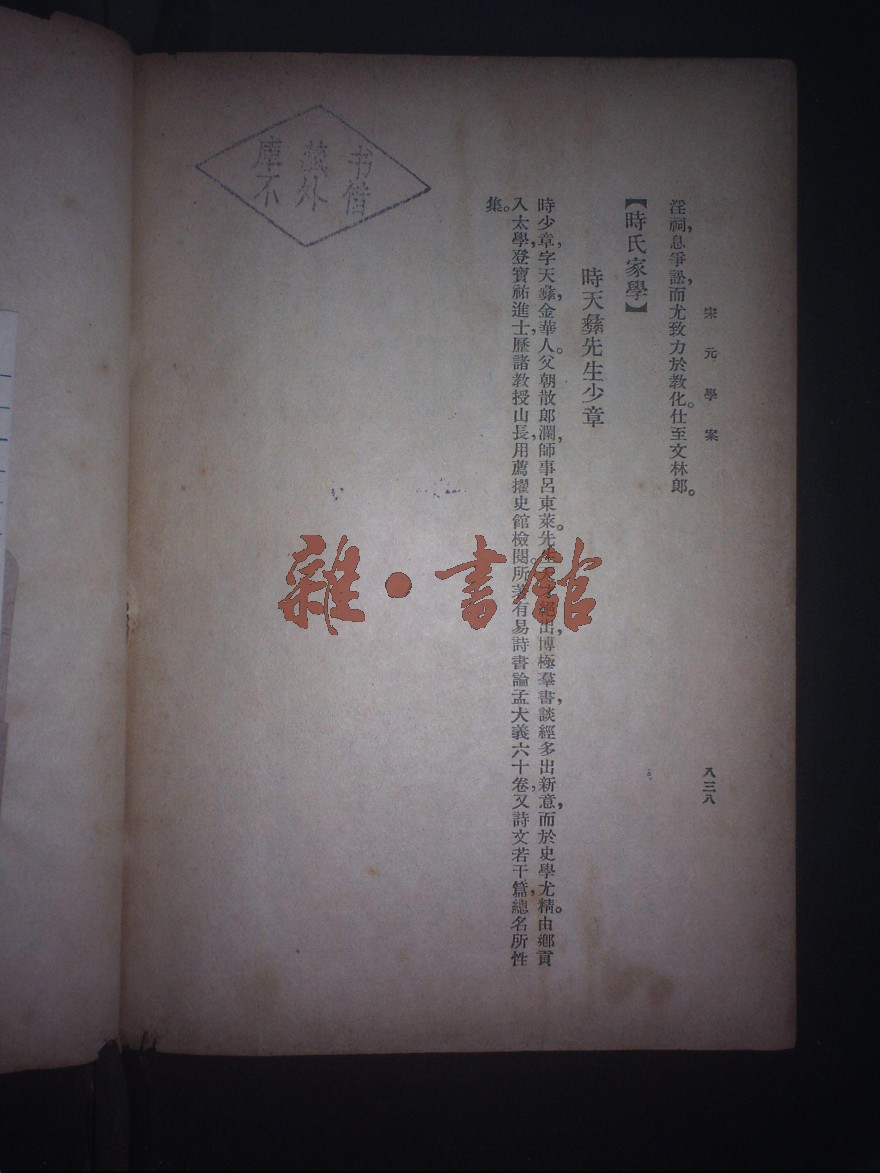 宋元學案
八三八
淫祠，息爭訟，而尤致力於教化。仕至文林郎。
【時氏家學】
時天彝先生少章
時少章，字天彝，金華人。父朝散郎瀾，師事呂東萊。先生出，博極羣書，談經多出新意，而於史學尤精。由鄉貢
入太學，登寶祐進士，歷諸教授山長，用薦擢史館檢閱。所著有易詩書論孟大義六十卷，又詩文若干篇，總名所性
集。
书藏庫
借外不
雜·書館